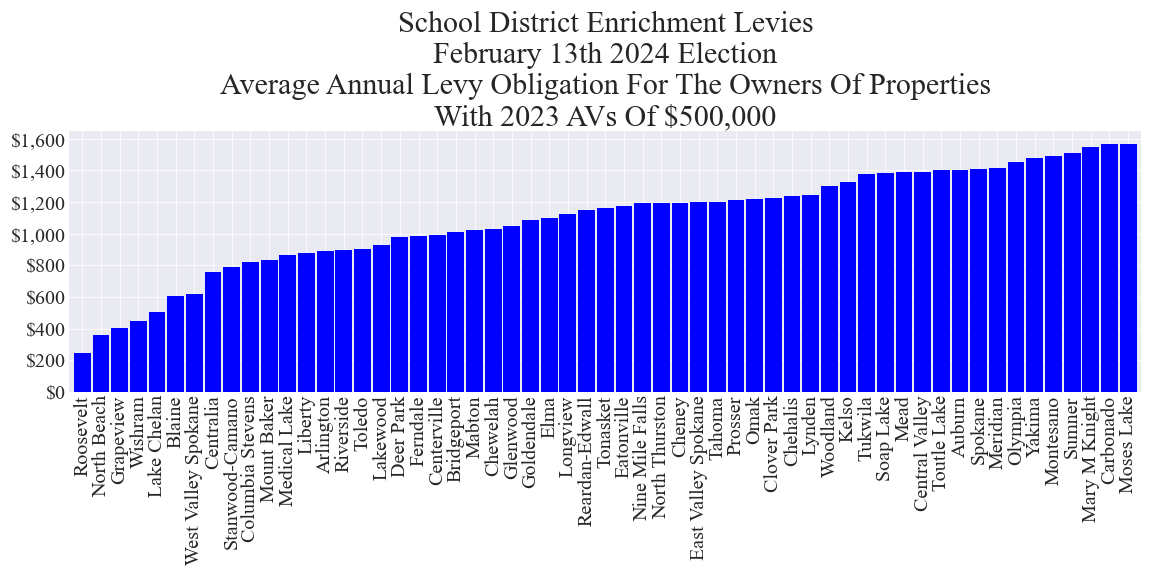 School District Enrichment Levies
February 13th 2024 Election
Average Annual Levy Obligation For The Owners Of Properties
With 2023 AVs Of $500,000
$1,600
$1,400
$1,200
$1,000
$800
$600
$400
$200
$0
Roosevelt
North Beach
Grapeview
Wishram
Lake Chelan
Blaine
West Valley Spokane
Centralia
Stanwood-Camano
Columbia Stevens
Mount Baker
Medical Lake
Liberty
Arlington
Riverside
Toledo
Lakewood
Deer Park
Ferndale
Centerville
Bridgeport
Mabton
Chewelah
Glenwood
Goldendale
Elma
Longview
Reardan-Edwall
Tonasket
Eatonville
Nine Mile Falls
North Thurston
Cheney
East Valley Spokane
Tahoma
Prosser
Omak
Clover Park
Chehalis
Lynden
Woodland
Kelso
Tukwila
Soap Lake
Mead
Central Valley
Toutle Lake
Auburn
Spokane
Meridian
Olympia
Yakima
Montesano
Sumner
Mary M Knight
Carbonado
Moses Lake